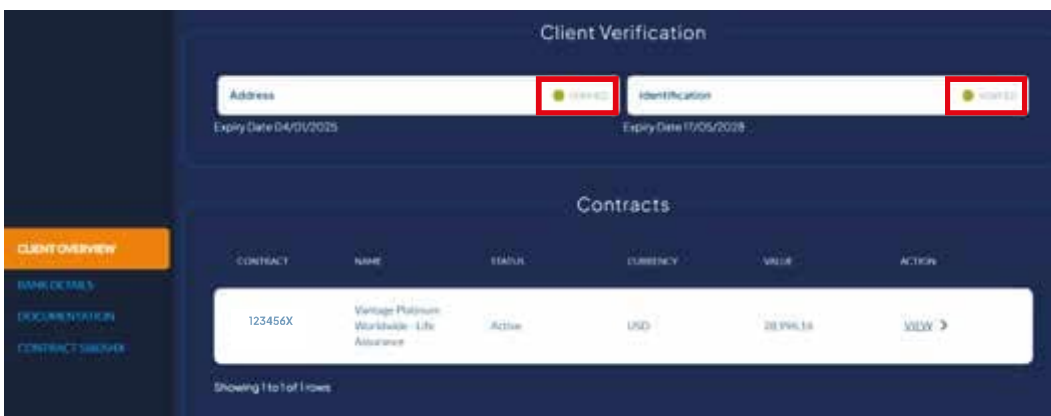 Client Verification
Address
VERIFIED
Identification
VERIFIED
Expiry Date 04/01/2025
Expiry Date 17/05/2028
Contracts
CLIENT OVERVIEW
BANK DETAILS
DOCUMENTATION
CONTRACT
NAME
STATUS
CURRENCY
VALUE
ACTION
123456X
Vantage Platinum
Worldwide - Life
Assurance
Active
USD
VIEW
Showing 1 to 1 of 1 rows